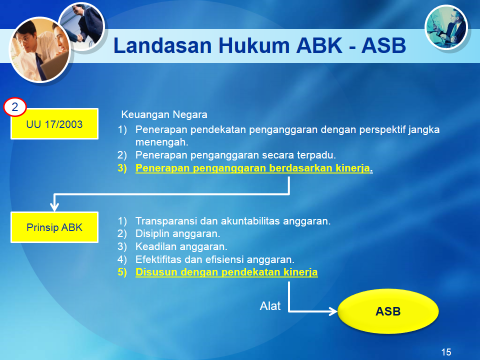 Landasan Hukum ABK - ASB
2
UU 17/2003
Keuangan Negara
1) Penerapan pendekatan penganggaran dengan perspektif jangka
menengah.
2) Penerapan penganggaran secara terpadu.
3) Penerapan penganggaran berdasarkan kinerja.
Prinsip ABK
1) Transparansi dan akuntabilitas anggaran.
2) Disiplin anggaran.
3) Keadilan anggaran.
4) Efektifitas dan efisiensi anggaran.
5) Disusun dengan pendekatan kinerja
Alat
ASB
15